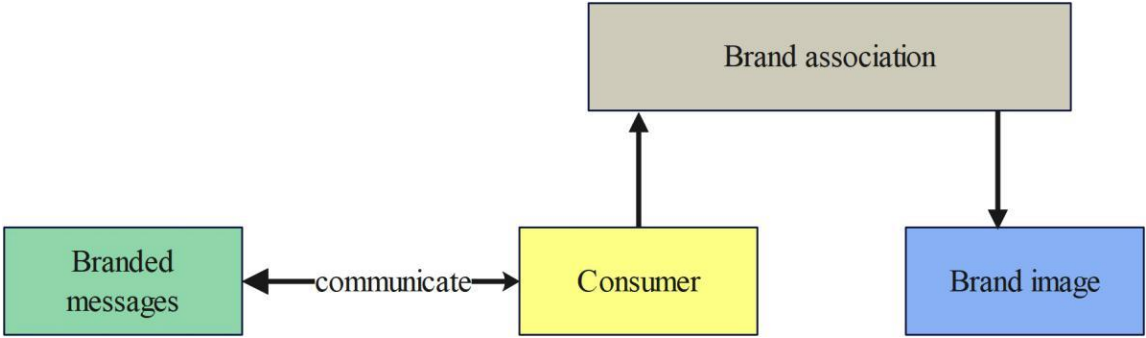 Brand association
Branded
messages
communicate
Consumer
Brand image